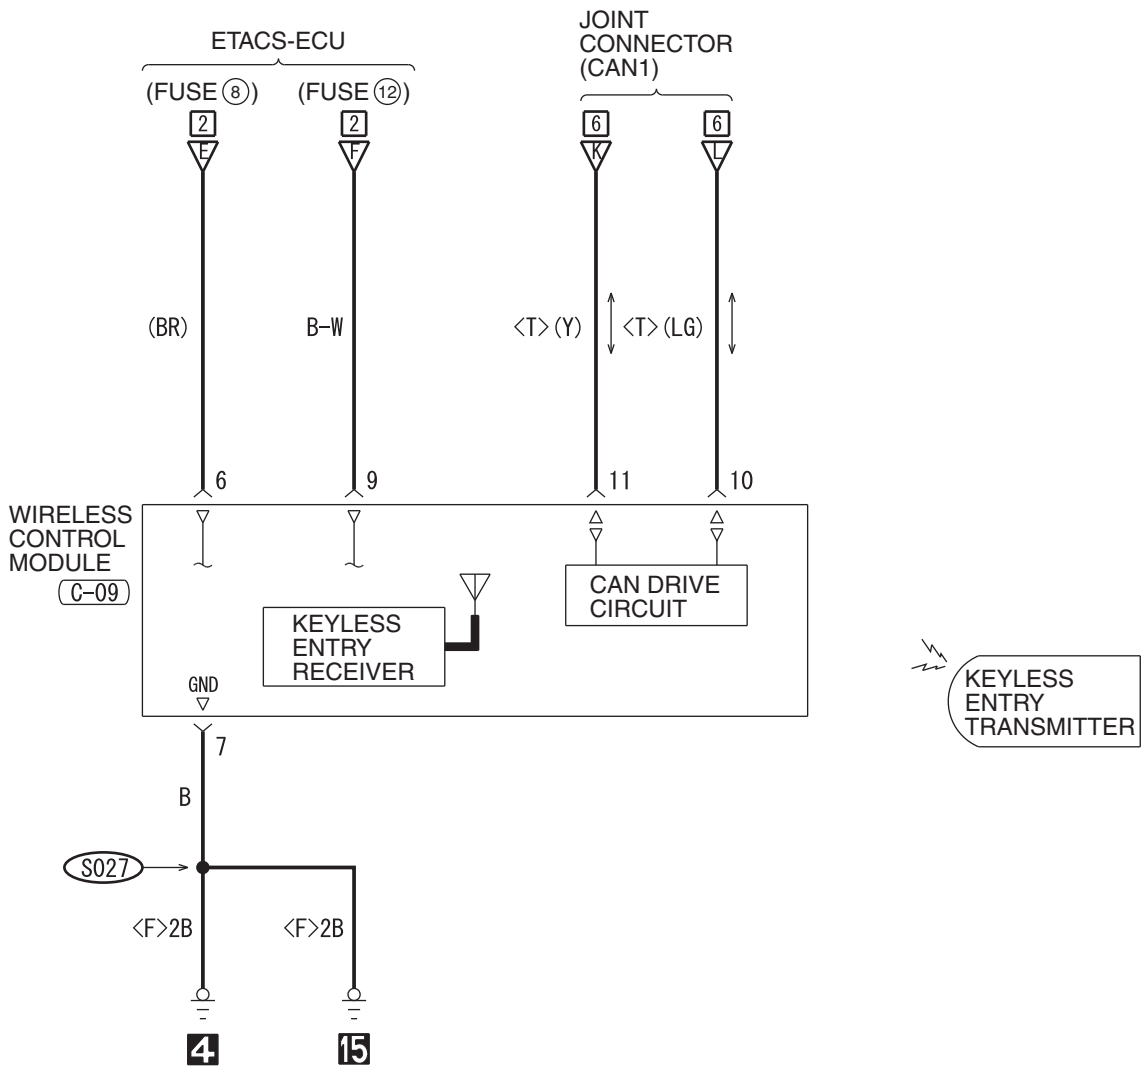 ETACS-ECU
JOINT
CONNECTOR
(CAN1)
(FUSE 8) (FUSE 12)
2 2 6 6
E F K L
(BR) B-W <T>(Y) <T>(LG)
6 9 11 10
WIRELESS
CONTROL
MODULE
C-09
CAN DRIVE
CIRCUIT
KEYLESS
ENTRY
RECEIVER
KEYLESS
ENTRY
TRANSMITTER
GND
7
B
S027
<F>2B <F>2B
4 15